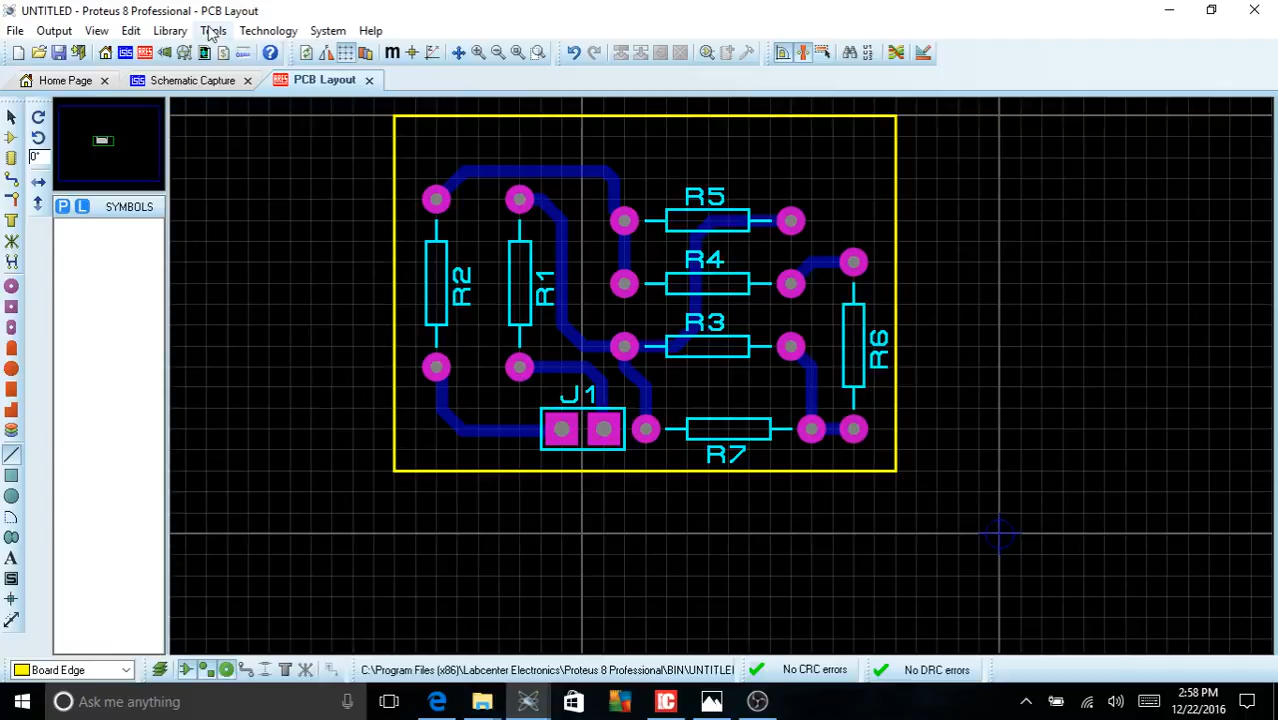 UNTITLED - Proteus 8 Professional - PCB Layout
File Output View Edit Library Tools Technology System Help
Home Page Schematic Capture PCB Layout
0°
P L SYMBOLS
R5
R4
R3
R2
R1
R6
J1
R7
Board Edge
C:\Program Files (x86)\Labcenter Electronics\Proteus 8 Professional\BIN\UNTITLE
No CRC errors
No DRC errors
Ask me anything
2:58 PM
12/22/2016